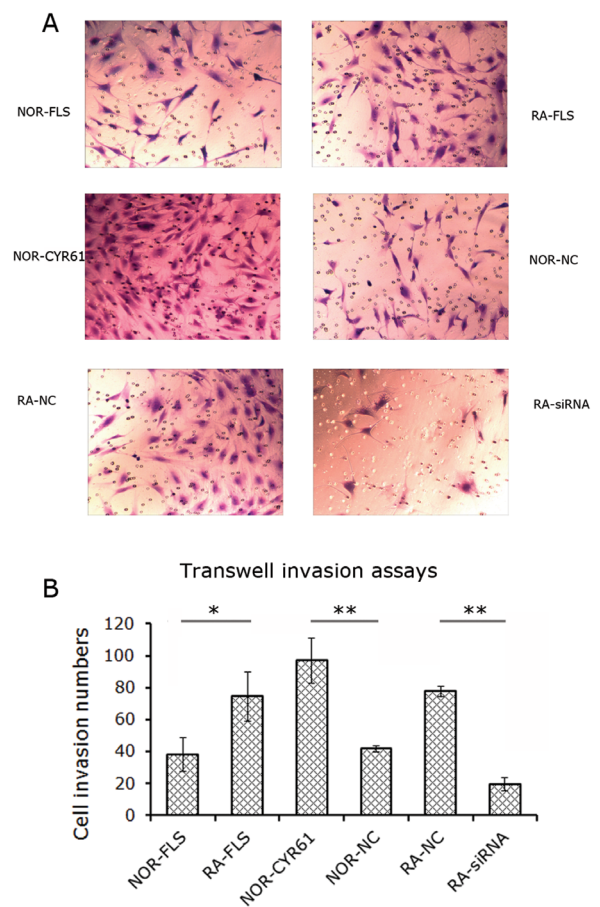 A
NOR-FLS
RA-FLS
NOR-CYR61
NOR-NC
RA-NC
RA-siRNA
Transwell invasion assays
B
* ** **
Cell invasion numbers
120
100
80
60
40
20
0
NOR-FLS
RA-FLS
NOR-CYR61
NOR-NC
RA-NC
RA-siRNA